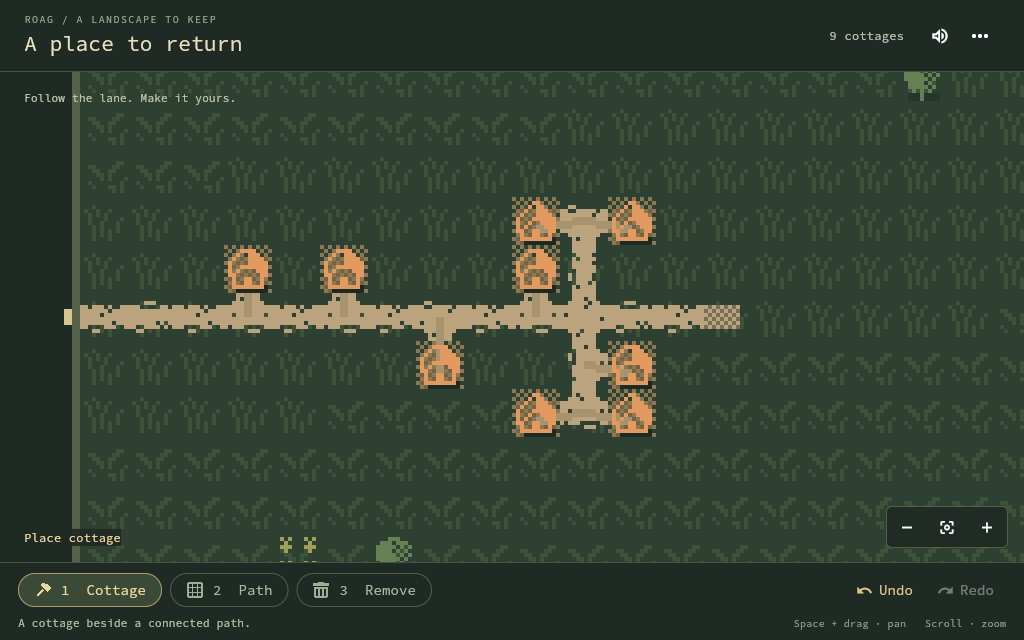 ROAG / A LANDSCAPE TO KEEP
A place to return
9 cottages
Follow the lane. Make it yours.
Place cottage
1 Cottage
2 Path
3 Remove
Undo
Redo
A cottage beside a connected path.
Space + drag · pan
Scroll · zoom